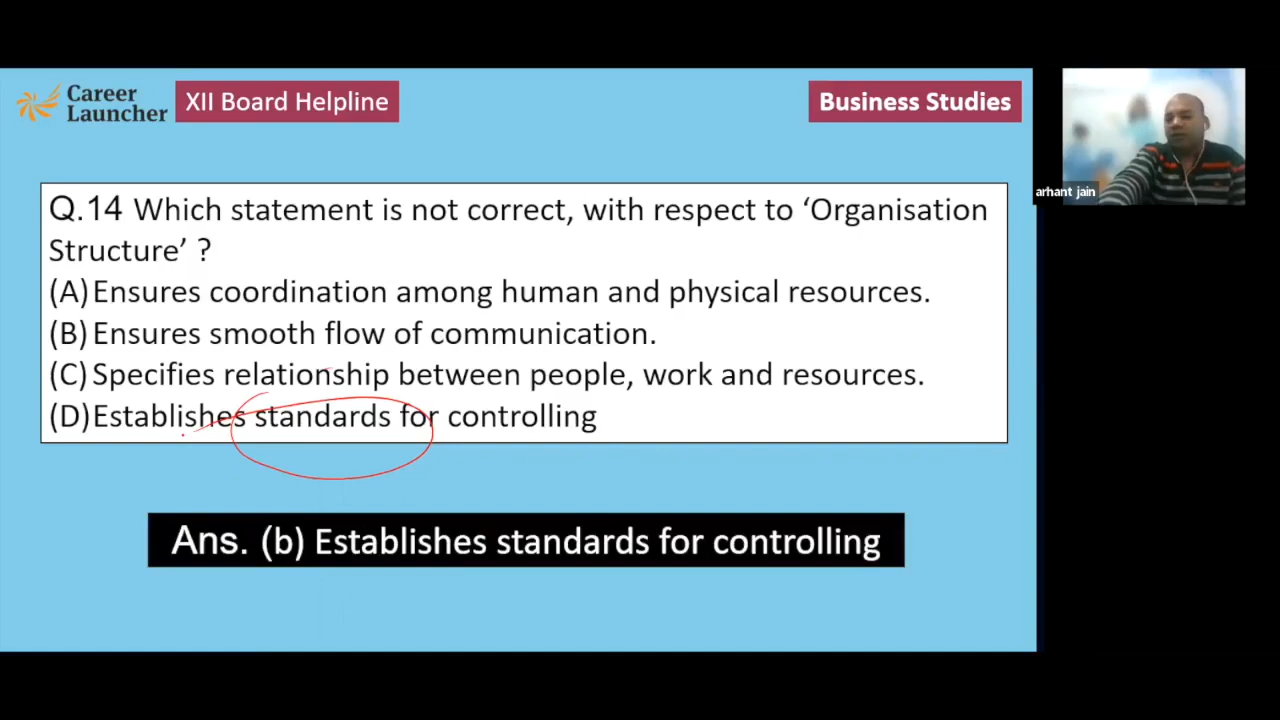 Career
Launcher
XII Board Helpline
Business Studies
arhant jain
Q.14 Which statement is not correct, with respect to ‘Organisation
Structure’ ?
(A)Ensures coordination among human and physical resources.
(B)Ensures smooth flow of communication.
(C)Specifies relationship between people, work and resources.
(D)Establishes standards for controlling
Ans. (b) Establishes standards for controlling